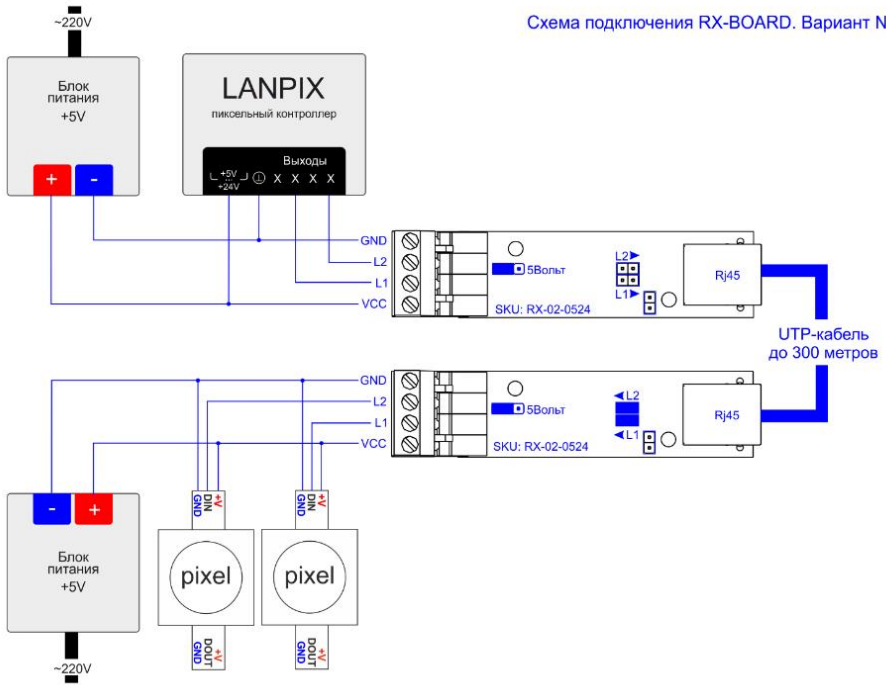 Схема подключения RX-BOARD. Вариант N
~220V
Блок
питания
+5V
+ -
LANPIX
пиксельный контроллер
Выходы
+5V
...
+24V
X X X X
GND
L2
L1
VCC
5Вольт
SKU: RX-02-0524
L2
L1
Rj45
UTP-кабель
до 300 метров
GND
L2
L1
VCC
5Вольт
SKU: RX-02-0524
L2
L1
Rj45
- +
Блок
питания
+5V
~220V
GND
DIN
+V
pixel
GND
DOUT
+V
GND
DIN
+V
pixel
GND
DOUT
+V